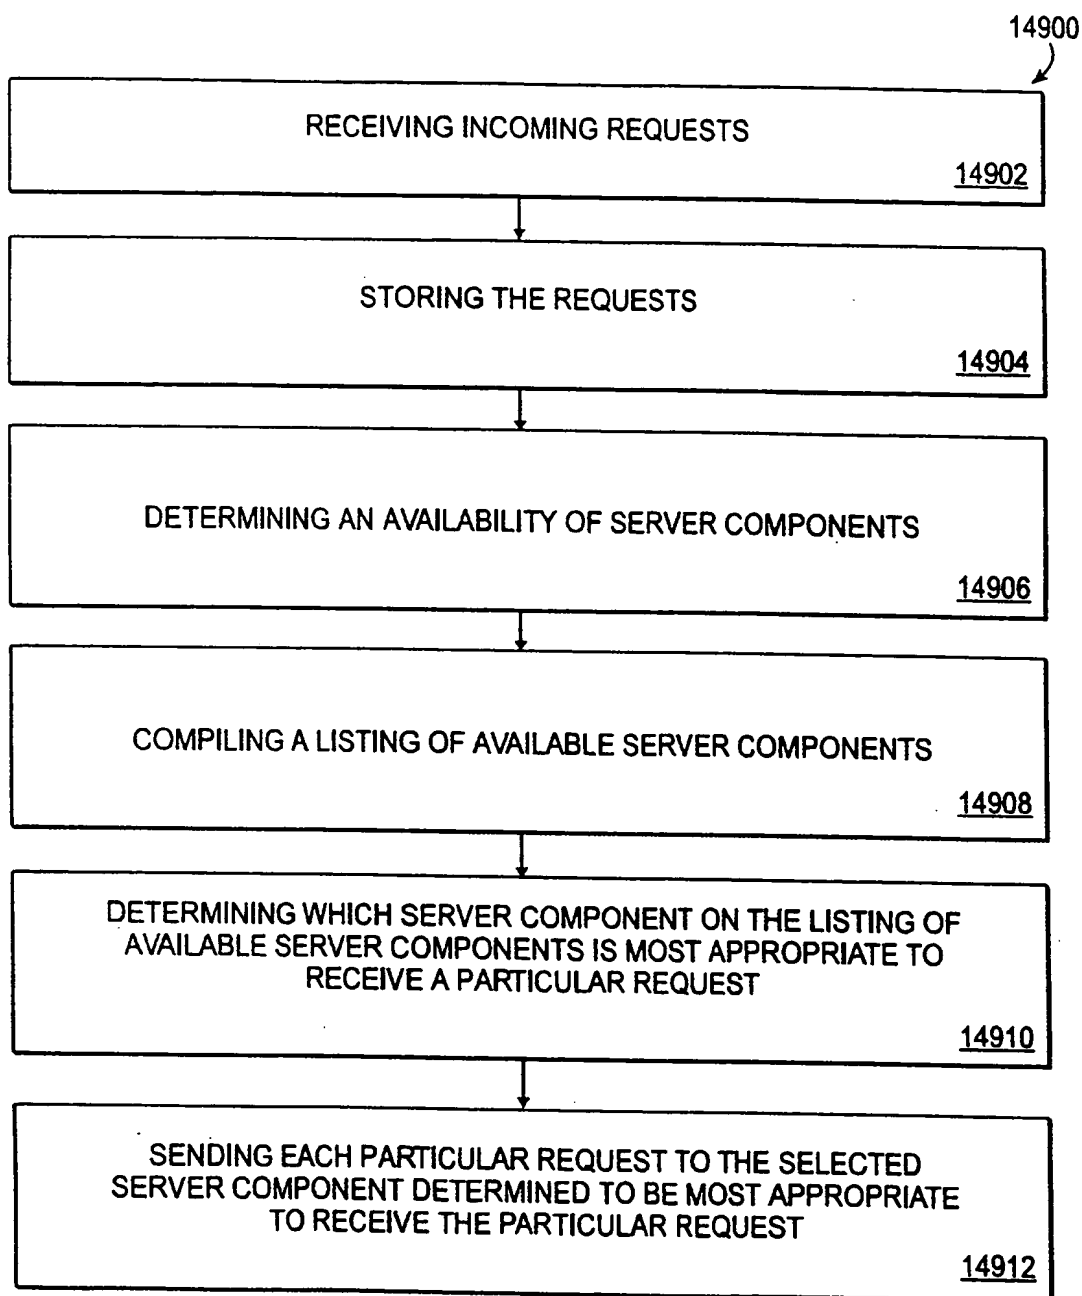 14900
RECEIVING INCOMING REQUESTS
14902
STORING THE REQUESTS
14904
DETERMINING AN AVAILABILITY OF SERVER COMPONENTS
14906
COMPILING A LISTING OF AVAILABLE SERVER COMPONENTS
14908
DETERMINING WHICH SERVER COMPONENT ON THE LISTING OF
AVAILABLE SERVER COMPONENTS IS MOST APPROPRIATE TO
RECEIVE A PARTICULAR REQUEST
14910
SENDING EACH PARTICULAR REQUEST TO THE SELECTED
SERVER COMPONENT DETERMINED TO BE MOST APPROPRIATE
TO RECEIVE THE PARTICULAR REQUEST
14912